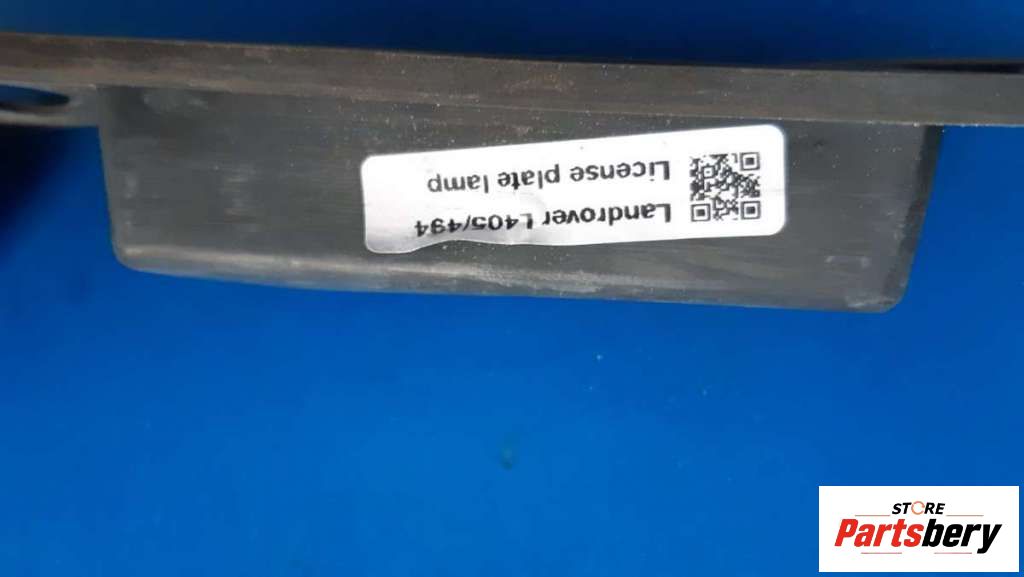 Landrover L405/494
License plate lamp
STORE
Partsbery